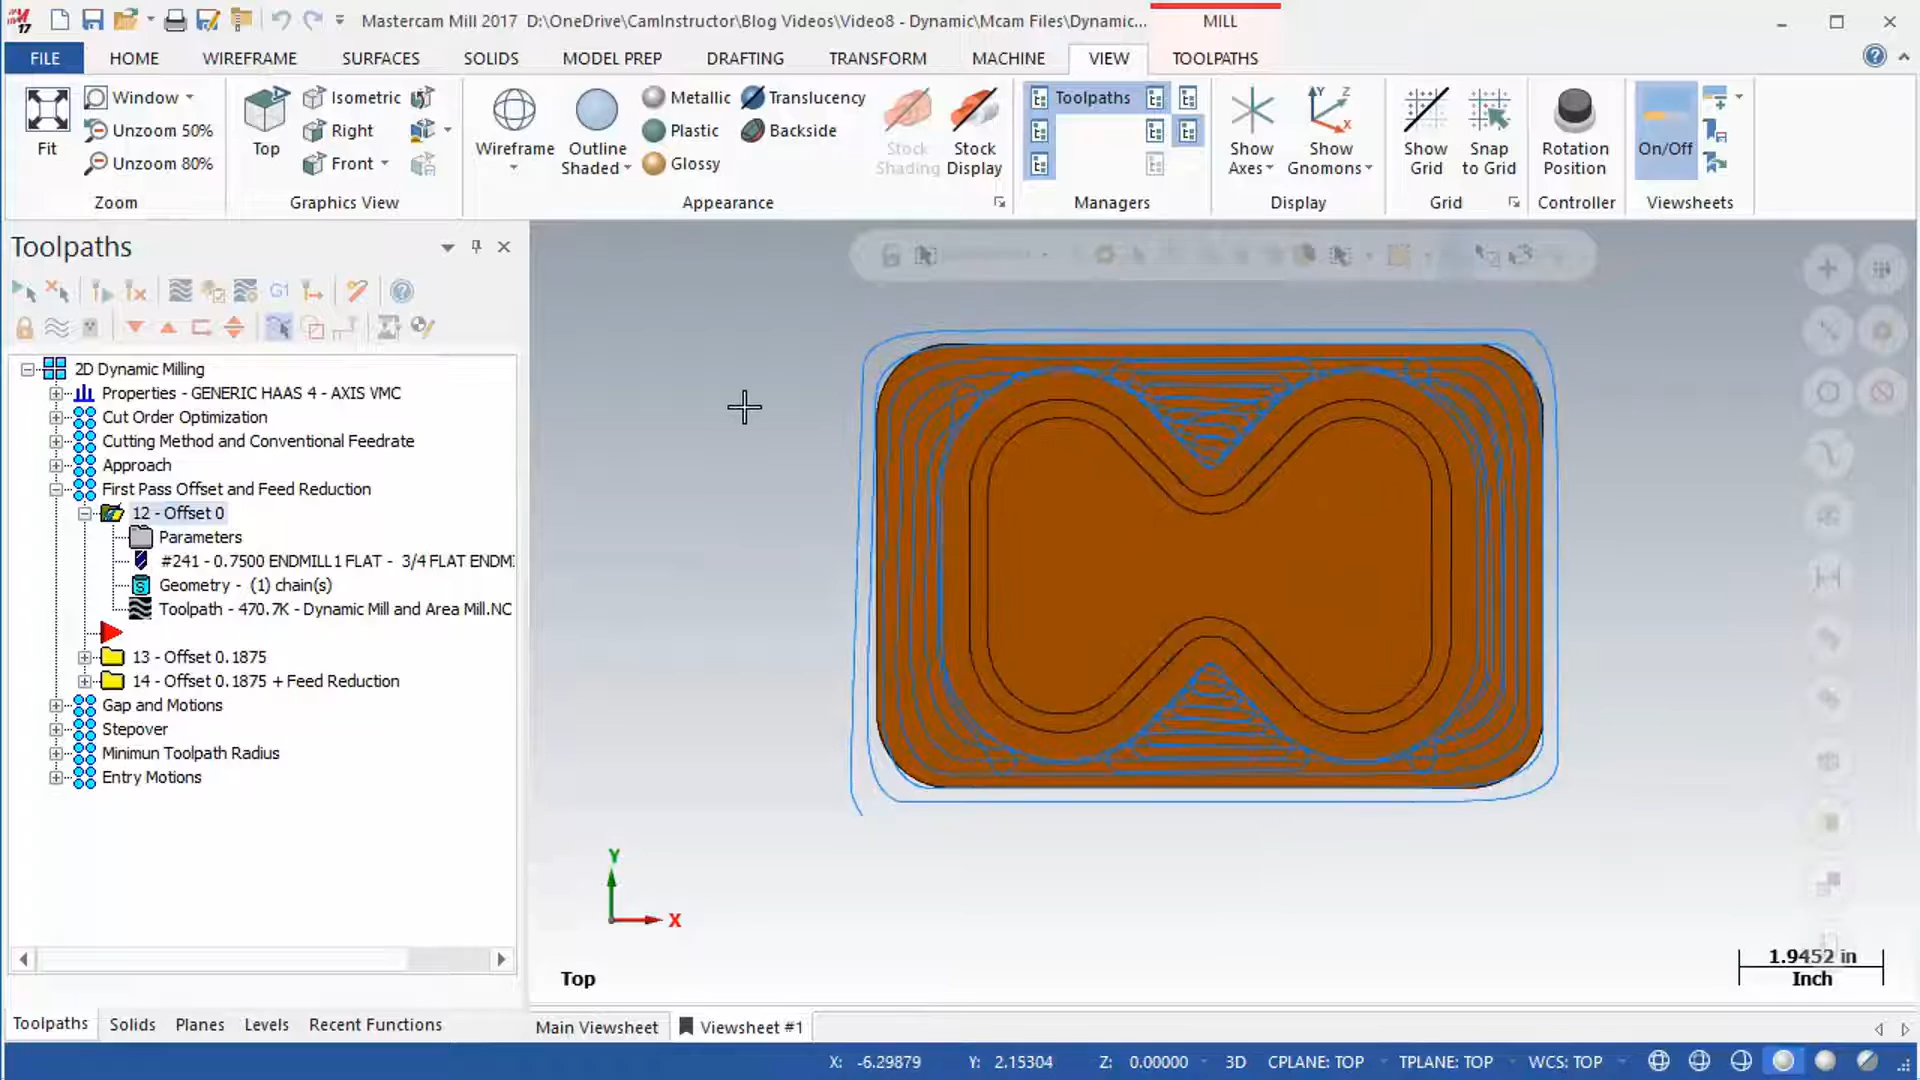 Mastercam Mill 2017 D:\OneDrive\CamInstructor\Blog Videos\Video8 - Dynamic\Mcam Files\Dynamic...
MILL
FILE HOME WIREFRAME SURFACES SOLIDS MODEL PREP DRAFTING TRANSFORM MACHINE VIEW TOOLPATHS
Fit
Window
Unzoom 50%
Unzoom 80%
Zoom
Top
Isometric
Right
Front
Graphics View
Wireframe
Outline
Shaded
Metallic
Plastic
Glossy
Translucency
Backside
Stock
Shading
Stock
Display
Appearance
Toolpaths
Managers
Show
Axes
Show
Gnomons
Display
Show
Grid
Snap
to Grid
Grid
Rotation
Position
Controller
On/Off
Viewsheets
Toolpaths
G1
2D Dynamic Milling
Properties - GENERIC HAAS 4 - AXIS VMC
Cut Order Optimization
Cutting Method and Conventional Feedrate
Approach
First Pass Offset and Feed Reduction
12 - Offset 0
Parameters
#241 - 0.7500 ENDMILL1 FLAT - 3/4 FLAT ENDM
Geometry - (1) chain(s)
Toolpath - 470.7K - Dynamic Mill and Area Mill.NC
13 - Offset 0.1875
14 - Offset 0.1875 + Feed Reduction
Gap and Motions
Stepover
Minimun Toolpath Radius
Entry Motions
Y
X
Top
1.9452 in
Inch
Toolpaths Solids Planes Levels Recent Functions
Main Viewsheet Viewsheet #1
X: -6.29879 Y: 2.15304 Z: 0.00000 3D CPLANE: TOP TPLANE: TOP WCS: TOP